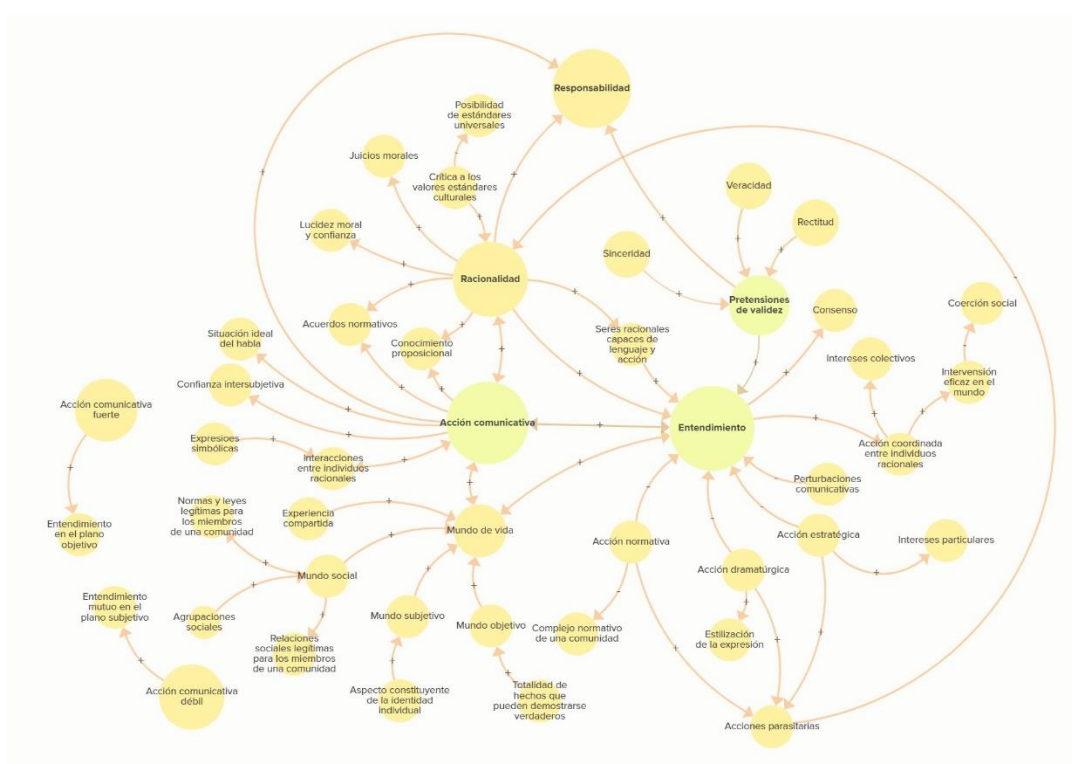 Responsabilidad
Posibilidad
de estándares
universales
Juicios morales
Crítica a los
valores estándares
culturales
Veracidad
Rectitud
Lucidez moral
y confianza
Sinceridad
Racionalidad
Pretensiones
de validez
Consenso
Coerción social
Situación ideal
del habla
Acuerdos normativos
Conocimiento
proposicional
Seres racionales
capaces de
lenguaje y
acción
Intereses colectivos
Intervención
eficaz en el
mundo
Confianza intersubjetiva
Acción comunicativa
fuerte
Acción comunicativa
Entendimiento
Expresioes
simbólicas
Interacciones
entre individuos
racionales
Acción coordinada
entre individuos
racionales
Perturbaciones
comunicativas
Normas y leyes
legítimas para
los miembros
de una comunidad
Experiencia
compartida
Entendimiento
en el plano
objetivo
Mundo de vida
Acción normativa
Acción estratégica
Intereses particulares
Mundo social
Acción dramatúrgica
Entendimiento
mutuo en el
plano subjetivo
Agrupaciones
sociales
Mundo subjetivo
Mundo objetivo
Complejo normativo
de una comunidad
Estilización
de la expresión
Relaciones
sociales legítimas
para los miembros
de una comunidad
Acción comunicativa
débil
Aspecto constituyente
de la identidad
individual
Totalidad de
hechos que
pueden demostrarse
verdaderos
Acciones parasitarias